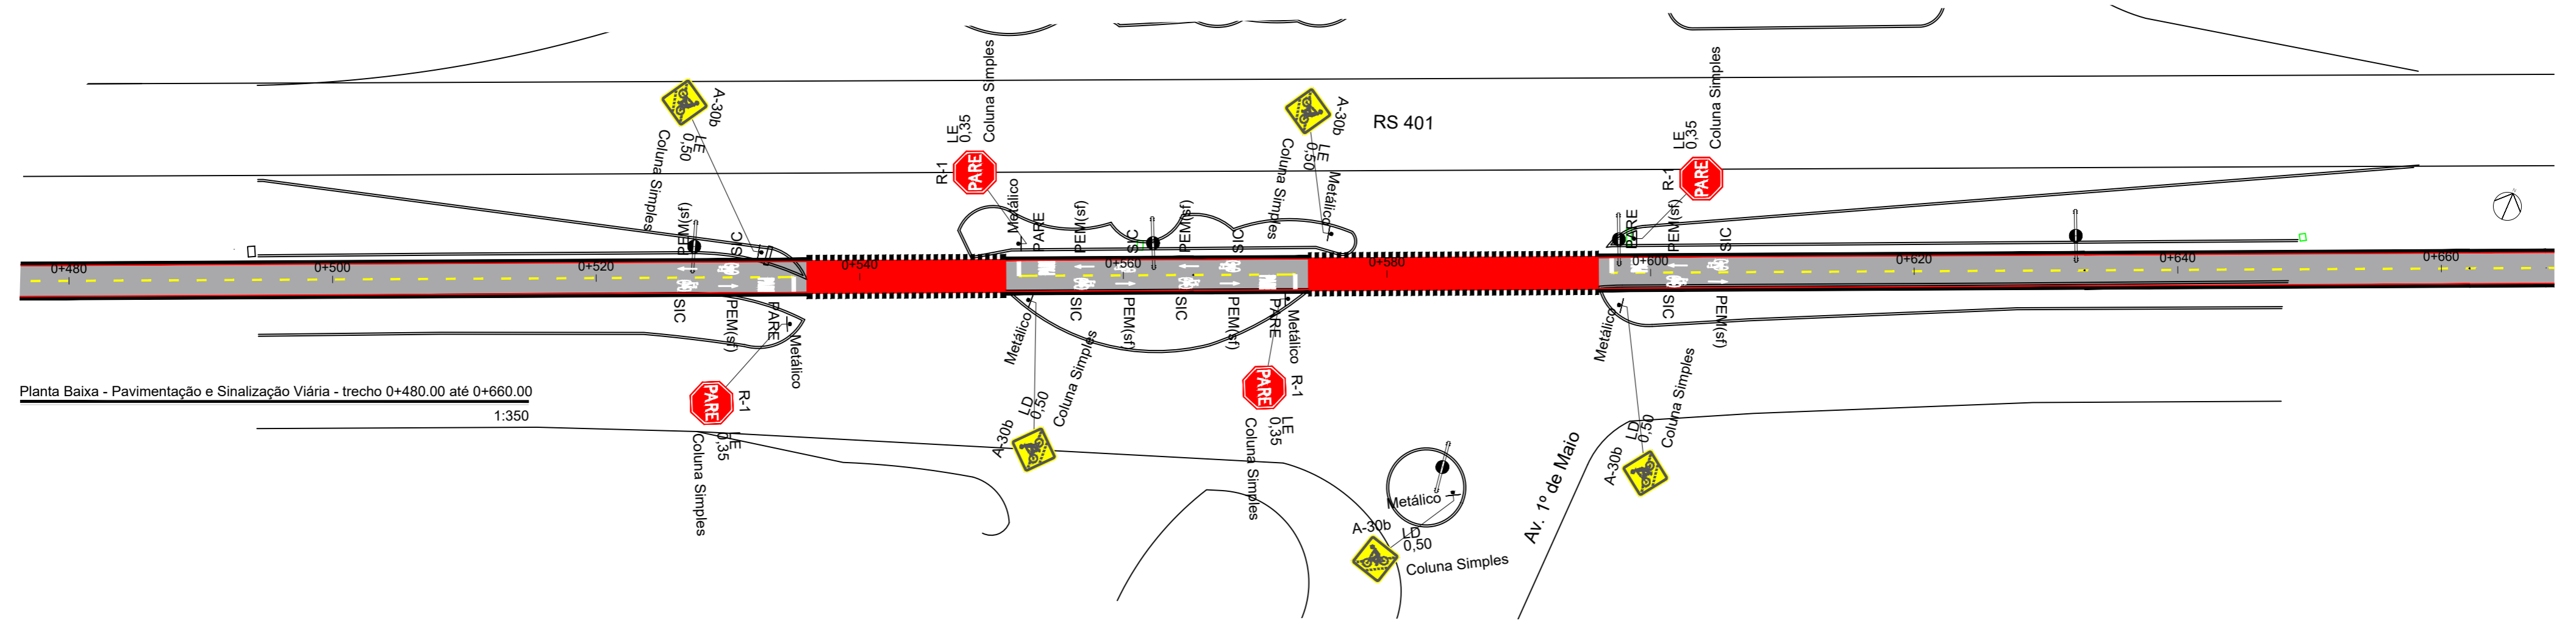 A-30b
LE
0,50
Coluna Simples
R-1
PARE
LE
0,35
Coluna Simples
Metálico
A-30b
LE
0,50
Coluna Simples
Metálico
RS 401
R-1
PARE
LE
0,35
Coluna Simples
PEM(sf)
SIC
PARE
PEM(sf)
SIC
PEM(sf)
SIC
PARE
PEM(sf)
SIC
0+480
0+500
0+520
0+540
0+560
0+580
0+600
0+620
0+640
0+660
SIC
PEM(sf)
PARE
Metálico
Metálico
SIC
PEM(sf)
SIC
PEM(sf)
PARE
Metálico
Metálico
SIC
PEM(sf)
PARE
R-1
LE
0,35
Coluna Simples
A-30b
LD
0,50
Coluna Simples
PARE
R-1
LE
0,35
Coluna Simples
Metálico
A-30b
LD
0,50
Coluna Simples
Av. 1º de Maio
A-30b
LD
0,50
Coluna Simples
Planta Baixa - Pavimentação e Sinalização Viária - trecho 0+480.00 até 0+660.00
1:350